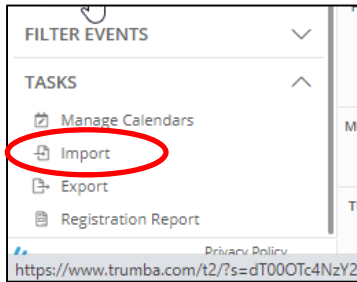 FILTER EVENTS
TASKS
Manage Calendars
Import
Export
Registration Report
Privacy Policy
https://www.trumba.com/t2/?s=dT00OTc4NzY2